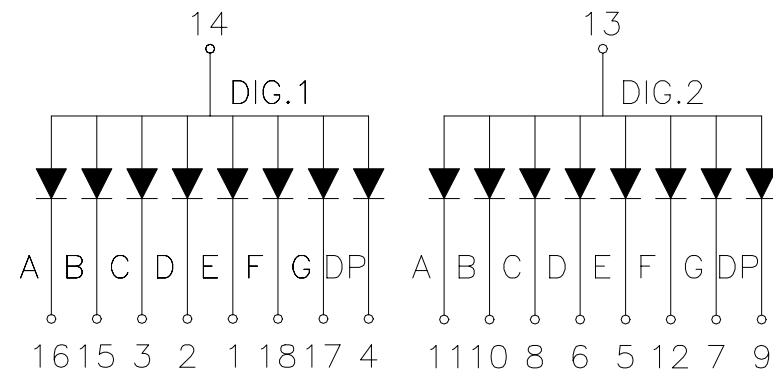 14 13
DIG.1 DIG.2
A B C D E F G DP A B C D E F G DP
16 15 3 2 1 18 17 4 11 10 8 6 5 12 7 9